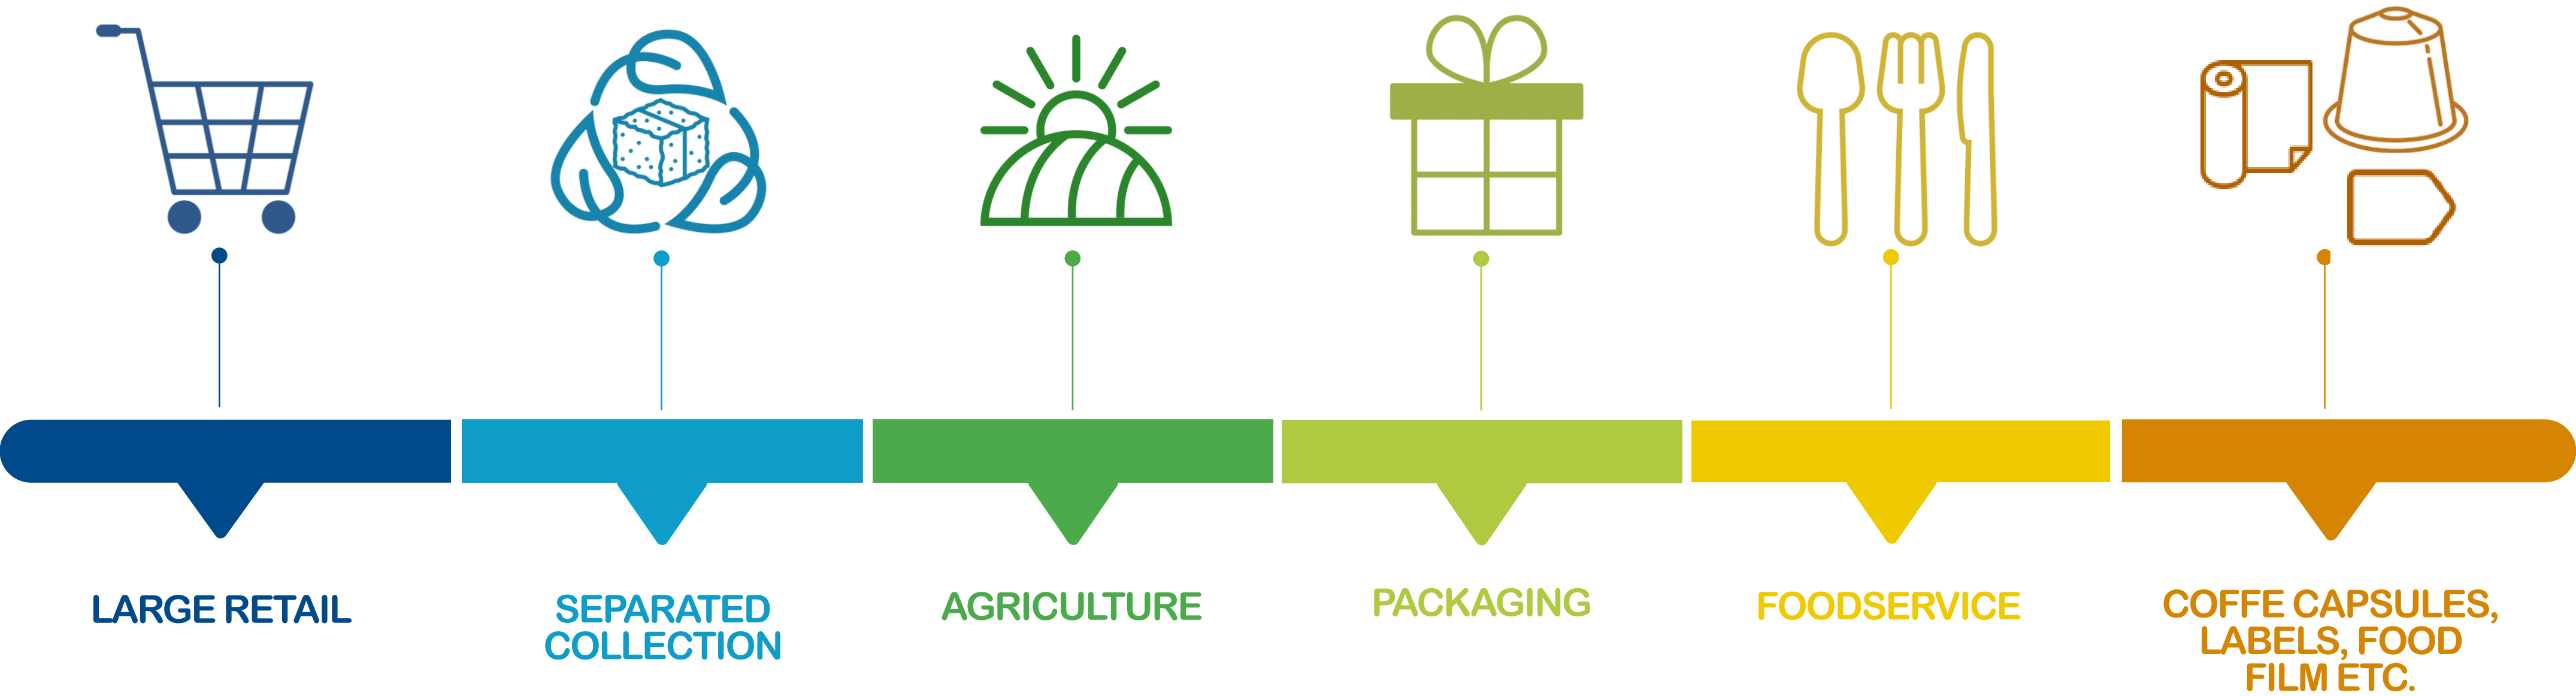 LARGE RETAIL
SEPARATED
COLLECTION
AGRICULTURE
PACKAGING
FOODSERVICE
COFFE CAPSULES,
LABELS, FOOD
FILM ETC.